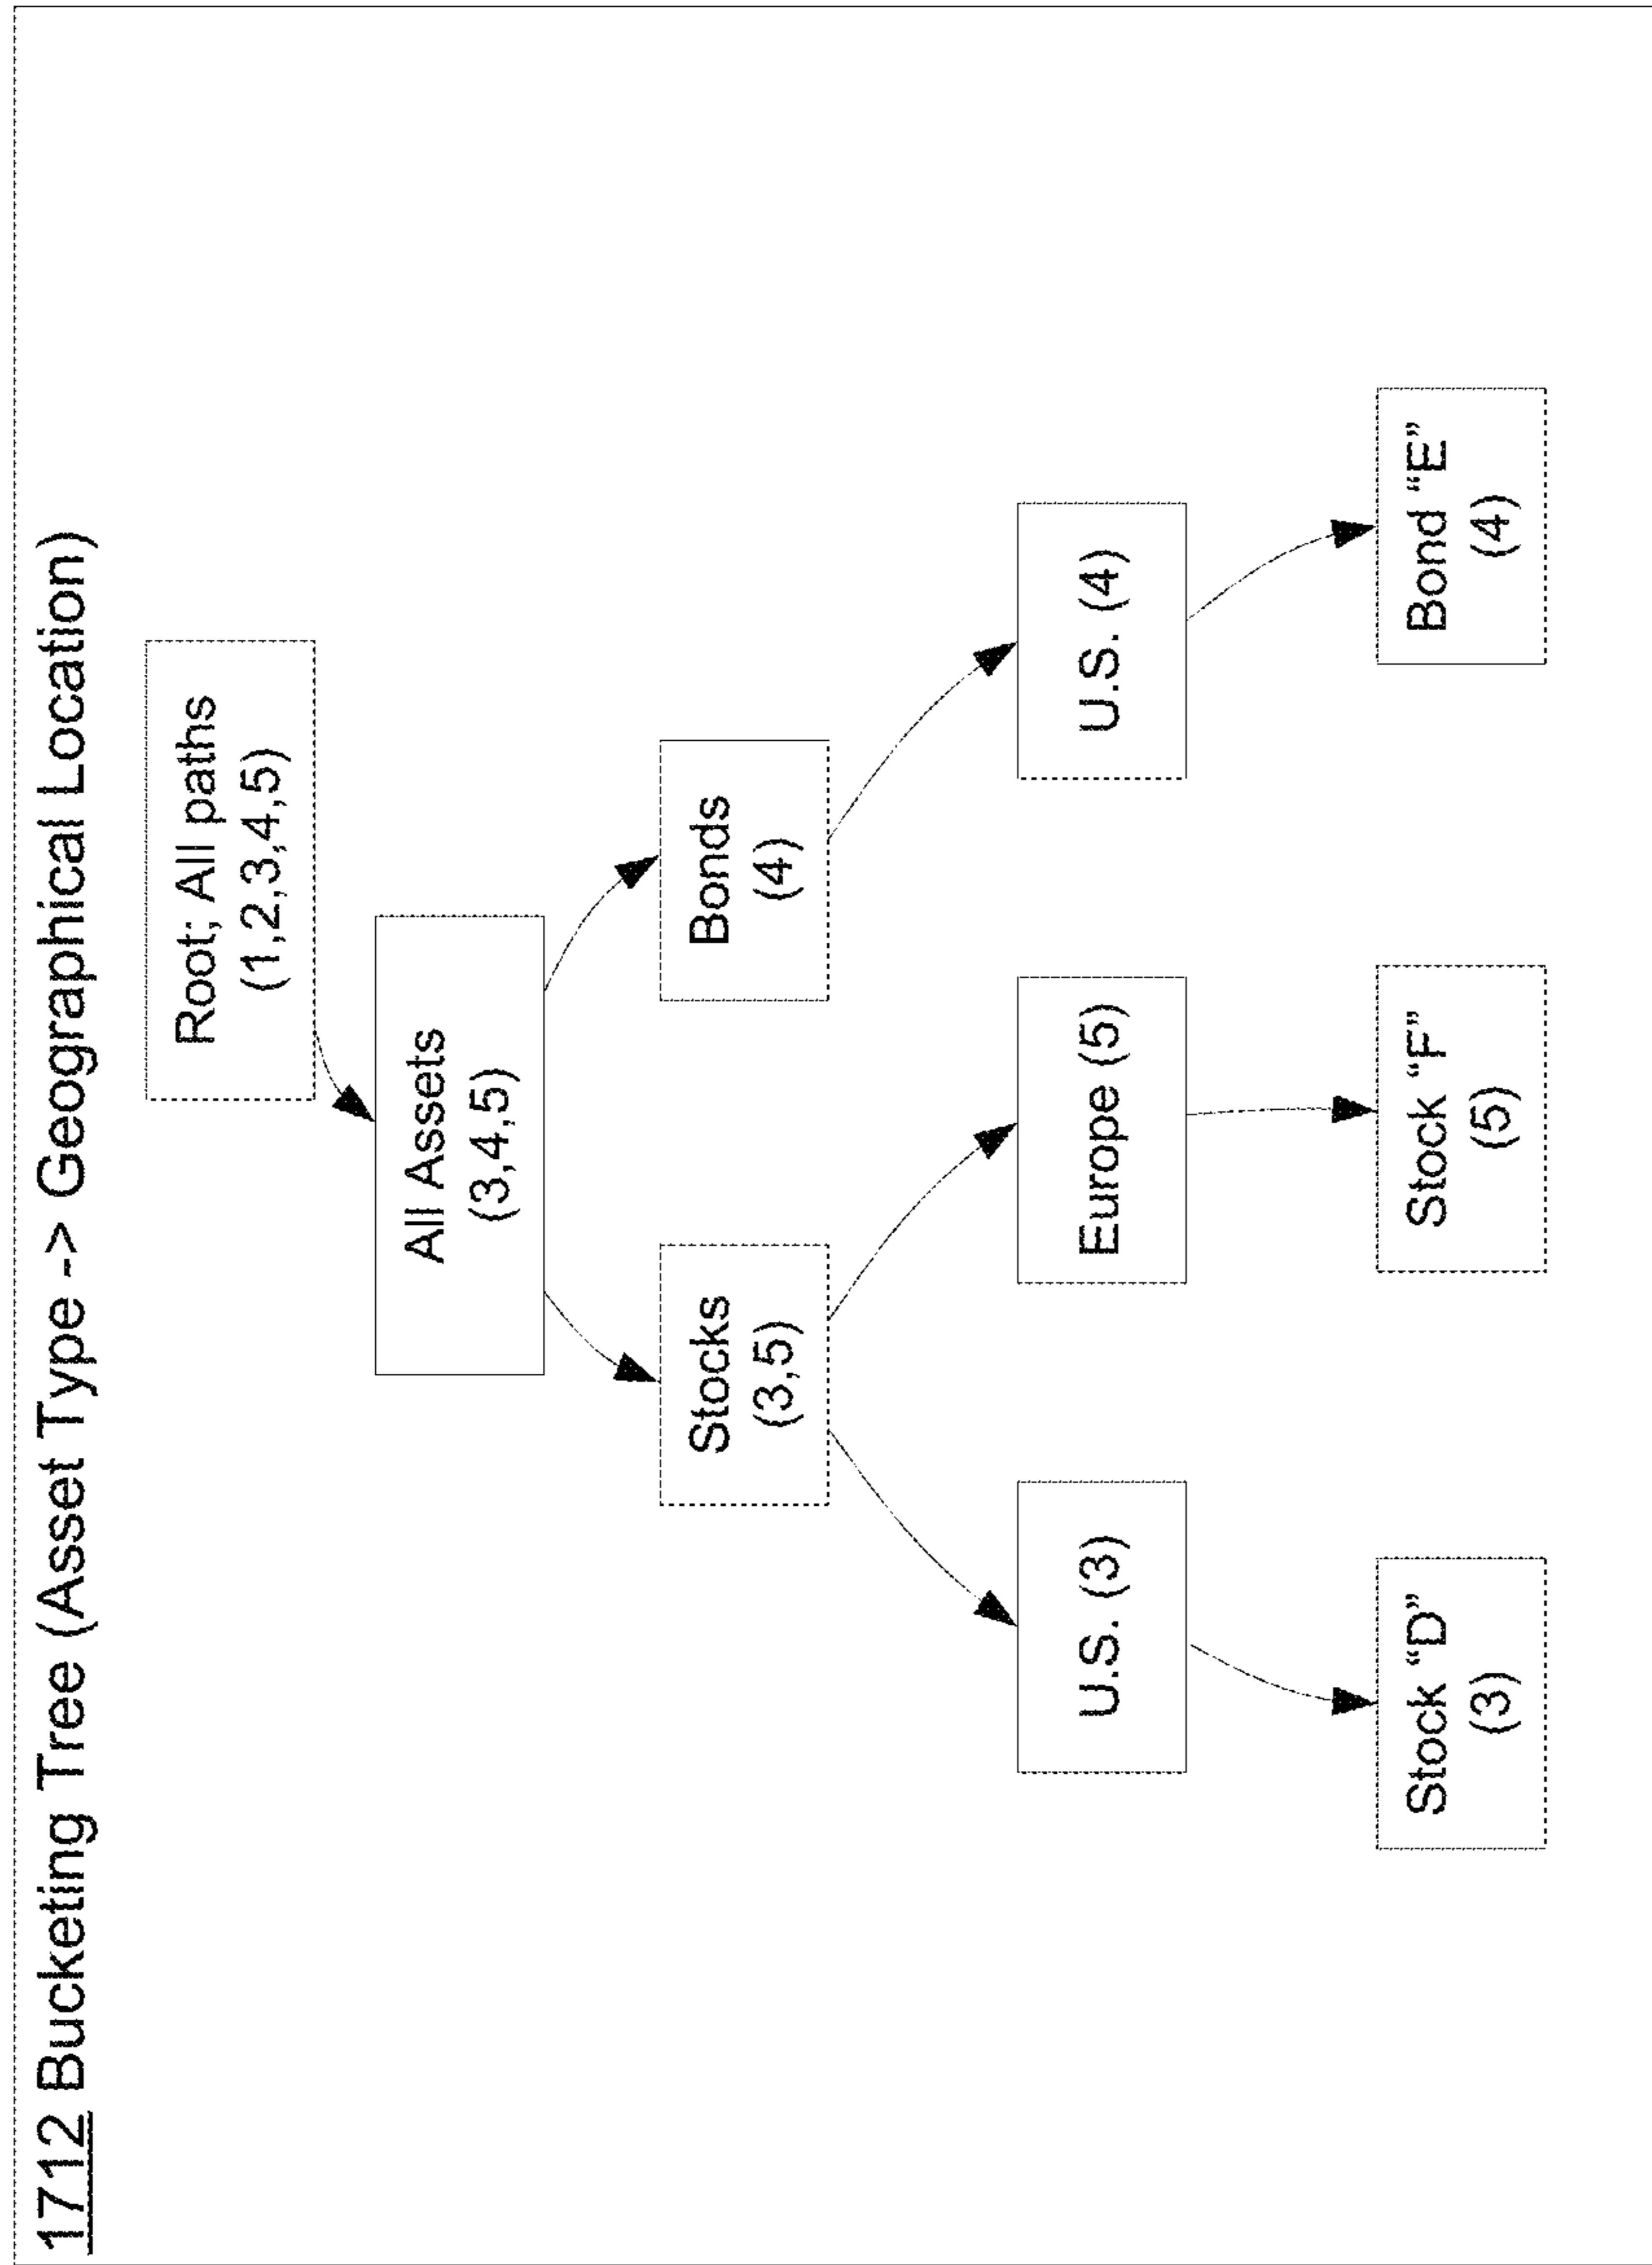 1712 Bucketing Tree (Asset Type -> Geographical Location)
Root; All paths
(1,2,3,4,5)
All Assets
(3,4,5)
Stocks
(3,5)
Bonds
(4)
U.S. (3)
Europe (5)
U.S. (4)
Stock “D”
(3)
Stock “F”
(5)
Bond “E”
(4)